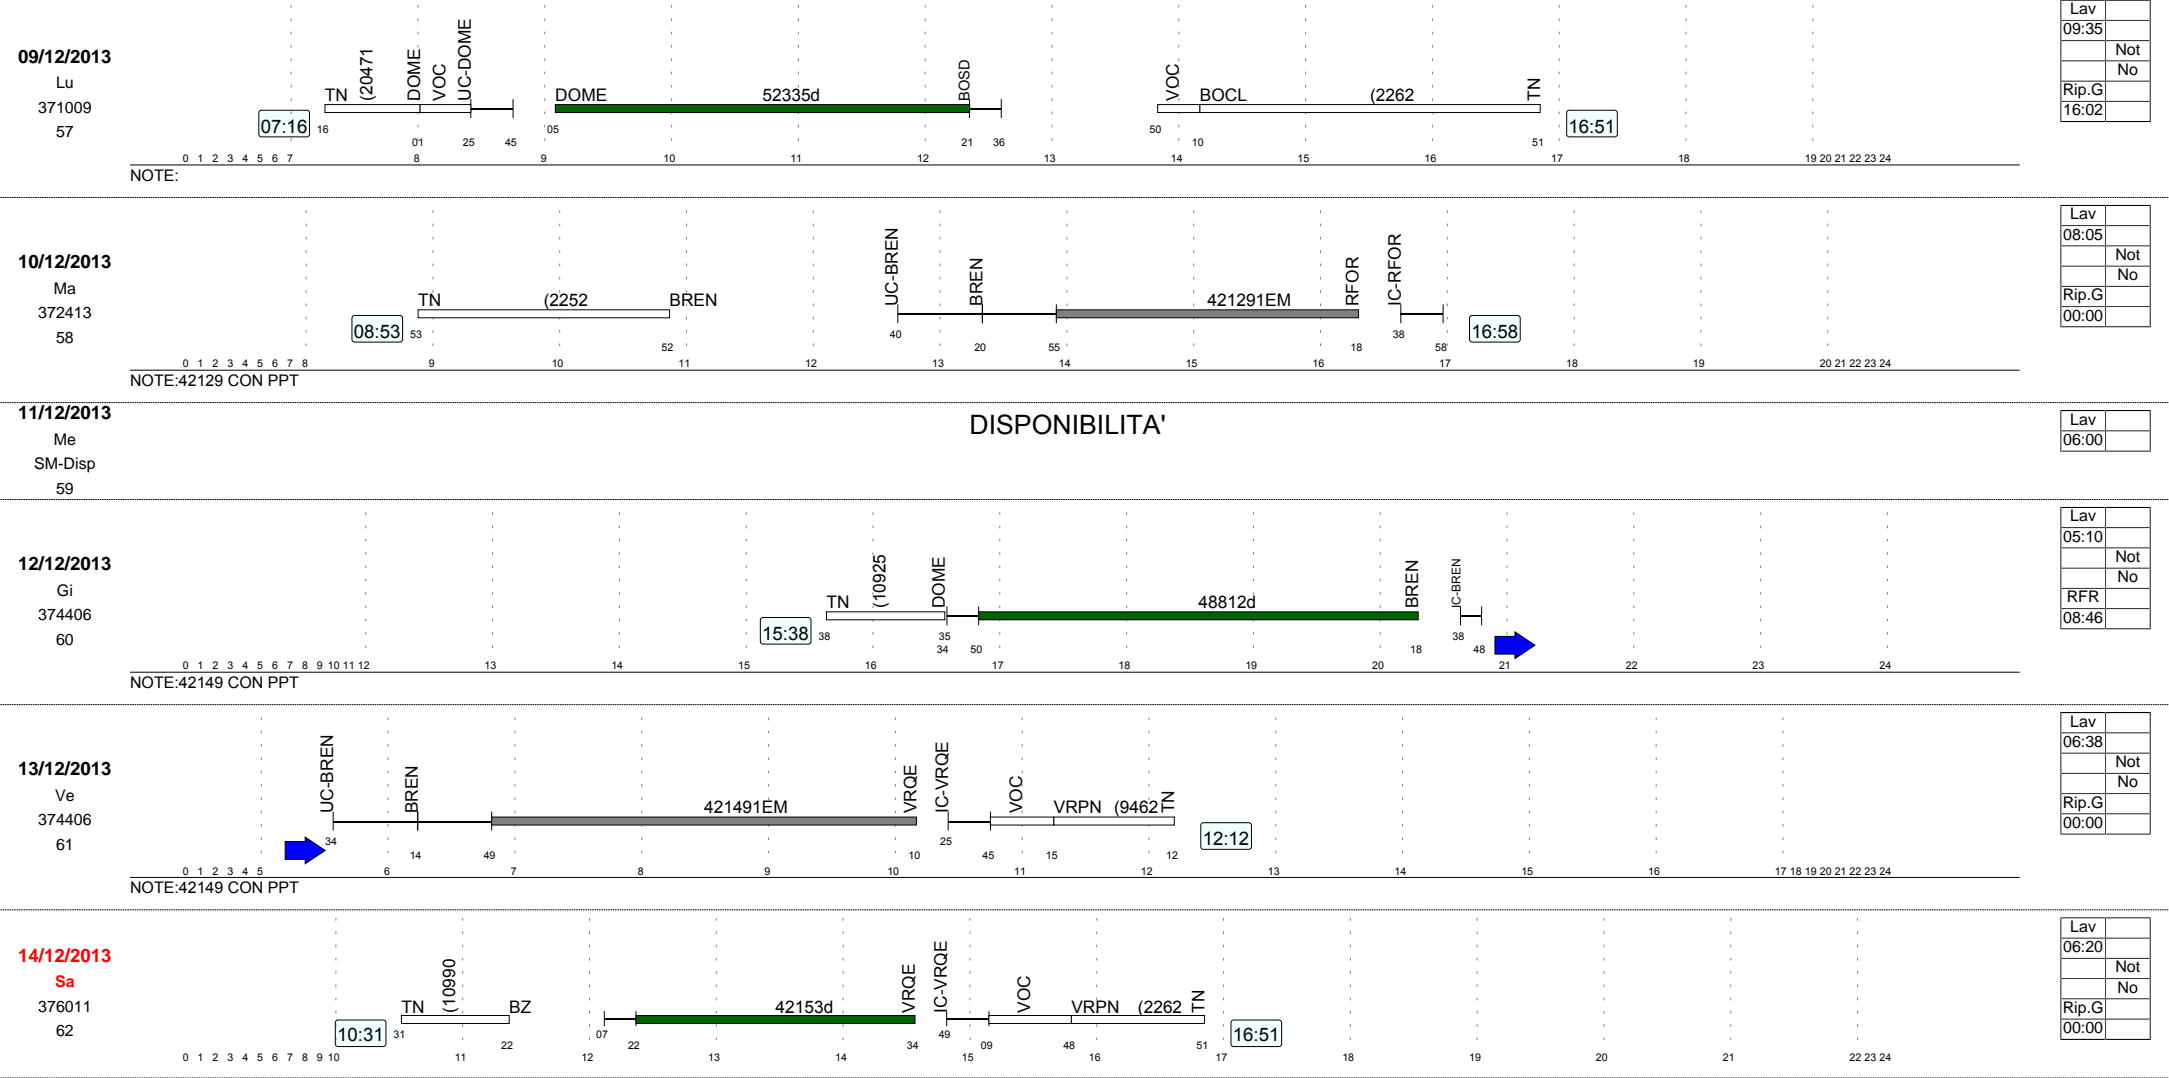 09/12/2013
Lu
371009
57
07:16
TN (20471 DOME VOC UC-DOME
DOME 52335d BOSD
VOC BOCL (2262 TN
16:51
16 01 25 45 05 21 36 50 10 51
0 1 2 3 4 5 6 7 8 9 10 11 12 13 14 15 16 17 18 19 20 21 22 23 24
NOTE:
Lav
09:35
Not
No
Rip.G
16:02
10/12/2013
Ma
372413
58
08:53
TN (2252 BREN
UC-BREN BREN 421291EM RFOR IC-RFOR
16:58
53 52 40 20 55 18 38 58
0 1 2 3 4 5 6 7 8 9 10 11 12 13 14 15 16 17 18 19 20 21 22 23 24
NOTE:42129 CON PPT
Lav
08:05
Not
No
Rip.G
00:00
11/12/2013
Me
SM-Disp
59
DISPONIBILITA'
Lav
06:00
12/12/2013
Gi
374406
60
15:38
TN (10925 DOME 48812d BREN IC-BREN
38 35 34 50 18 38 48
0 1 2 3 4 5 6 7 8 9 10 11 12 13 14 15 16 17 18 19 20 21 22 23 24
NOTE:42149 CON PPT
Lav
05:10
Not
No
RFR
08:46
13/12/2013
Ve
374406
61
UC-BREN BREN 421491EM VRQE IC-VRQE VOC VRPN (9462 TN
12:12
34 14 49 10 25 45 15 12
0 1 2 3 4 5 6 7 8 9 10 11 12 13 14 15 16 17 18 19 20 21 22 23 24
NOTE:42149 CON PPT
Lav
06:38
Not
No
Rip.G
00:00
14/12/2013
Sa
376011
62
10:31
TN (10990 BZ
42153d VRQE IC-VRQE VOC VRPN (2262 TN
16:51
31 22 07 22 34 49 09 48 51
0 1 2 3 4 5 6 7 8 9 10 11 12 13 14 15 16 17 18 19 20 21 22 23 24
Lav
06:20
Not
No
Rip.G
00:00